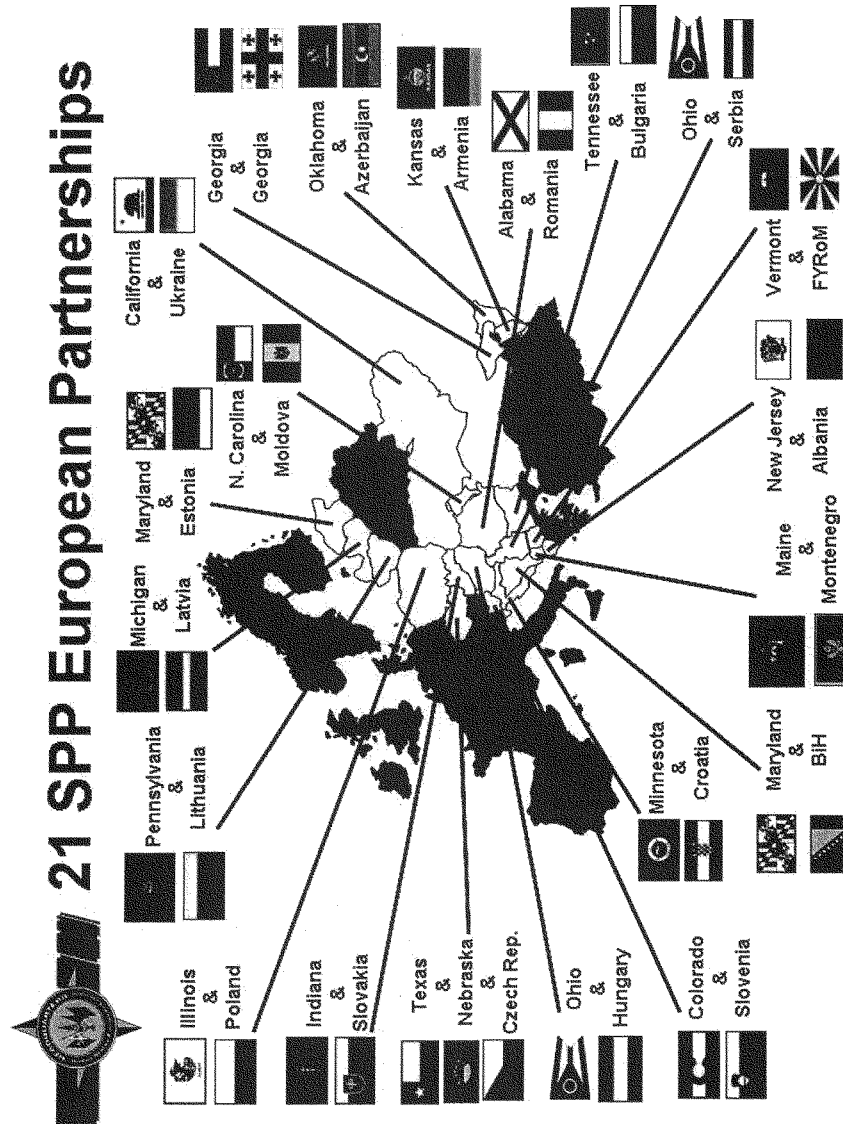 21 SPP European Partnerships
Illinois
&
Poland
Indiana
&
Slovakia
Texas
Nebraska
&
Czech Rep.
Ohio
&
Hungary
Colorado
&
Slovenia
Pennsylvania
&
Lithuania
Michigan
&
Latvia
Maryland
&
Estonia
N. Carolina
&
Moldova
California
&
Ukraine
Georgia
&
Georgia
Oklahoma
&
Azerbaijan
Kansas
&
Armenia
Alabama
&
Romania
Tennessee
&
Bulgaria
Ohio
&
Serbia
Vermont
&
FYRoM
New Jersey
&
Albania
Maine
&
Montenegro
Maryland
&
BiH
Minnesota
&
Croatia